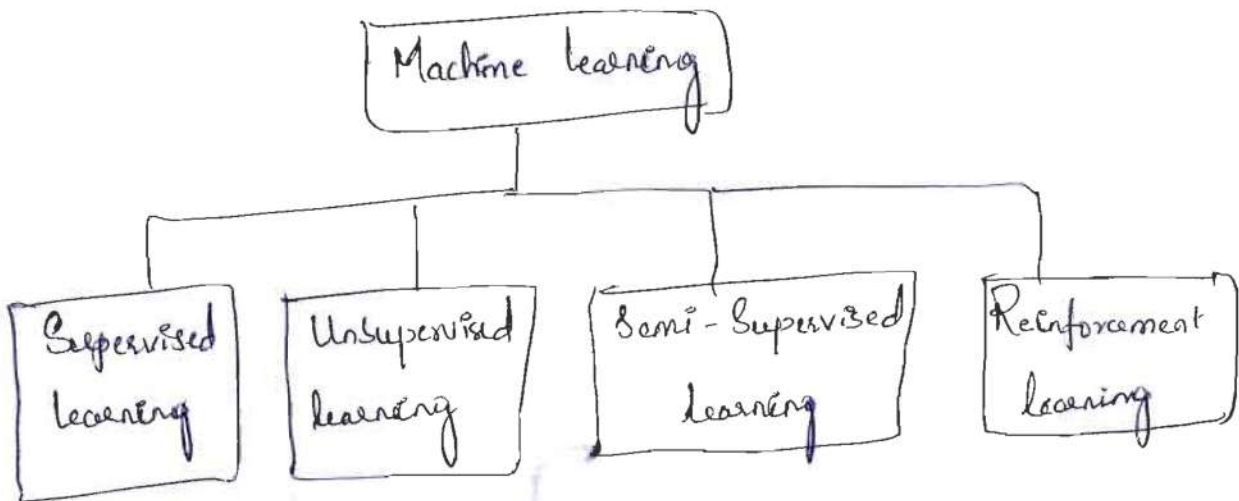 Machine learning
Supervised
learning
Unsupervised
learning
Semi-Supervised
learning
Reinforcement
learning